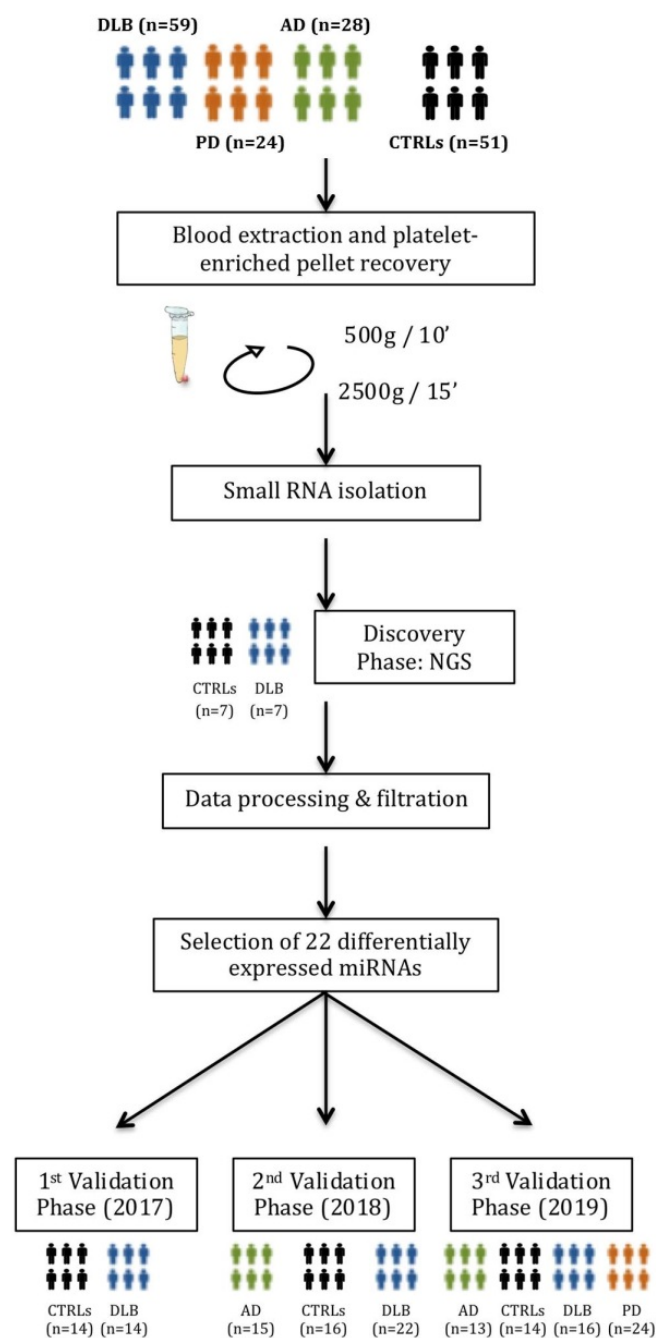 DLB (n=59)
AD (n=28)
PD (n=24)
CTRLs (n=51)
Blood extraction and platelet-
enriched pellet recovery
500g / 10’
2500g / 15’
Small RNA isolation
Discovery
Phase: NGS
CTRLs
(n=7)
DLB
(n=7)
Data processing & filtration
Selection of 22 differentially
expressed miRNAs
1st Validation
Phase (2017)
2nd Validation
Phase (2018)
3rd Validation
Phase (2019)
CTRLs
(n=14)
DLB
(n=14)
AD
(n=15)
CTRLs
(n=16)
DLB
(n=22)
AD
(n=13)
CTRLs
(n=14)
DLB
(n=16)
PD
(n=24)